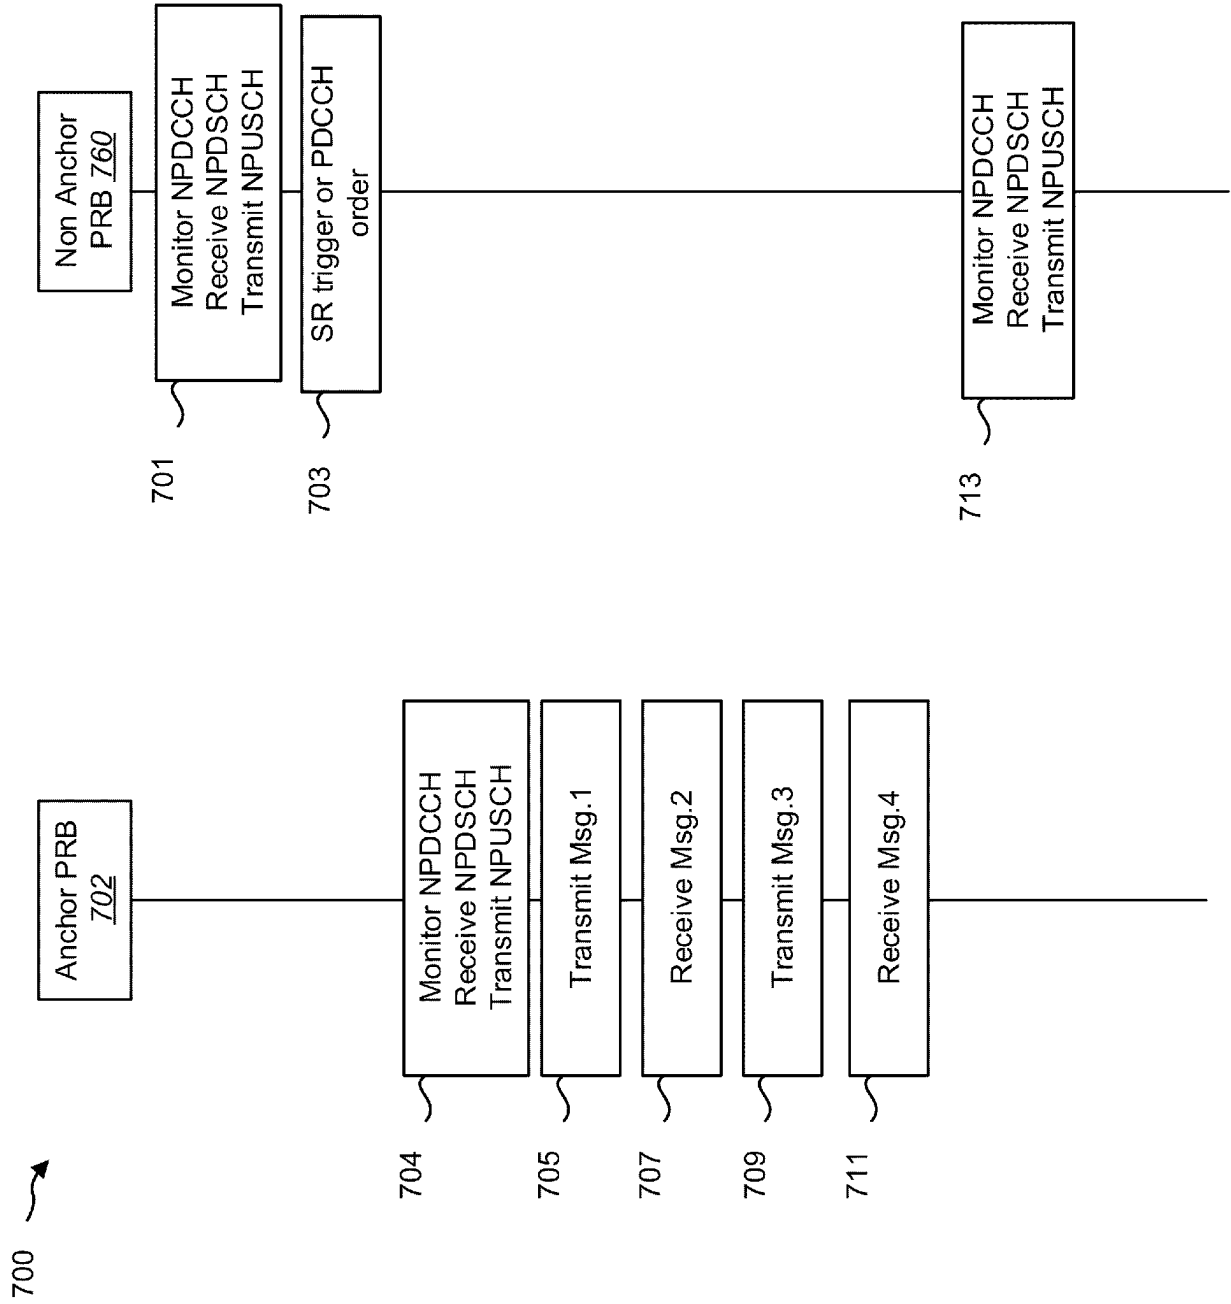 700
Anchor PRB
702
Non Anchor
PRB 760
701
Monitor NPDCCH
Receive NPDSCH
Transmit NPUSCH
703
SR trigger or PDCCH
order
704
Monitor NPDCCH
Receive NPDSCH
Transmit NPUSCH
705
Transmit Msg.1
707
Receive Msg.2
709
Transmit Msg.3
711
Receive Msg.4
713
Monitor NPDCCH
Receive NPDSCH
Transmit NPUSCH